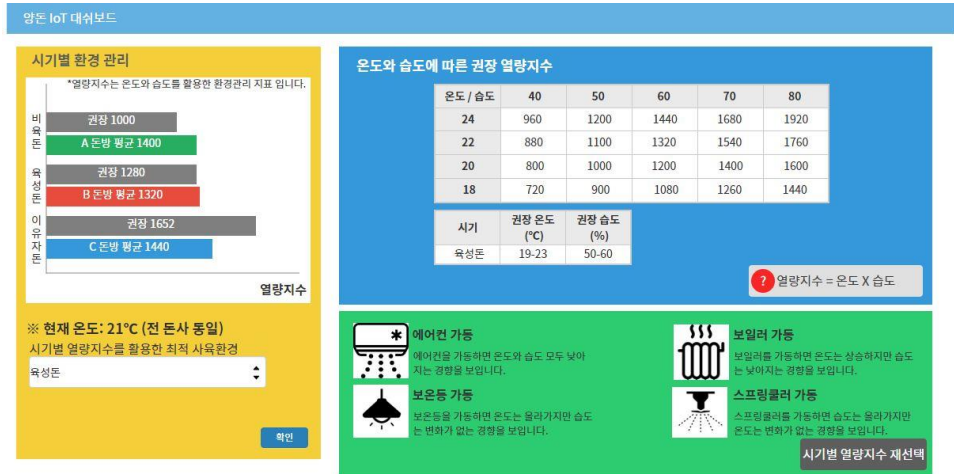 양돈 IoT 대쉬보드
시기별 환경 관리
*열량지수는 온도와 습도를 활용한 환경관리 지표 입니다.
비육돈
권장 1000
A 돈방 평균 1400
육성돈
권장 1280
B 돈방 평균 1320
이유자돈
권장 1652
C 돈방 평균 1440
열량지수
※ 현재 온도: 21℃ (전 돈사 동일)
시기별 열량지수를 활용한 최적 사육환경
육성돈
확인
온도와 습도에 따른 권장 열량지수
온도 / 습도 40 50 60 70 80
24 960 1200 1440 1680 1920
22 880 1100 1320 1540 1760
20 800 1000 1200 1400 1600
18 720 900 1080 1260 1440
시기 권장 온도 (℃) 권장 습도 (%)
육성돈 19-23 50-60
? 열량지수 = 온도 X 습도
에어컨 가동
에어컨을 가동하면 온도와 습도 모두 낮아
지는 경향을 보입니다.
보온등 가동
보온등을 가동하면 온도는 올라가지만 습도
는 변화가 없는 경향을 보입니다.
보일러 가동
보일러를 가동하면 온도는 상승하지만 습도
는 낮아지는 경향을 보입니다.
스프링쿨러 가동
스프링쿨러를 가동하면 습도는 올라가지만
온도는 변화가 없는 경향을 보입니다.
시기별 열량지수 재선택